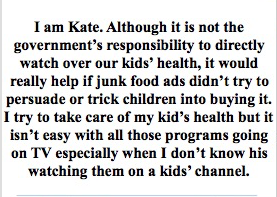 I am Kate. Although it is not the
government's responsibility to directly
watch over our kids' health, it would
really help if junk food ads didn't try to
persuade or trick children into buying it.
I try to take care of my kid's health but it
isn't easy with all those programs going
on TV especially when I don't know his
watching them on a kids' channel.